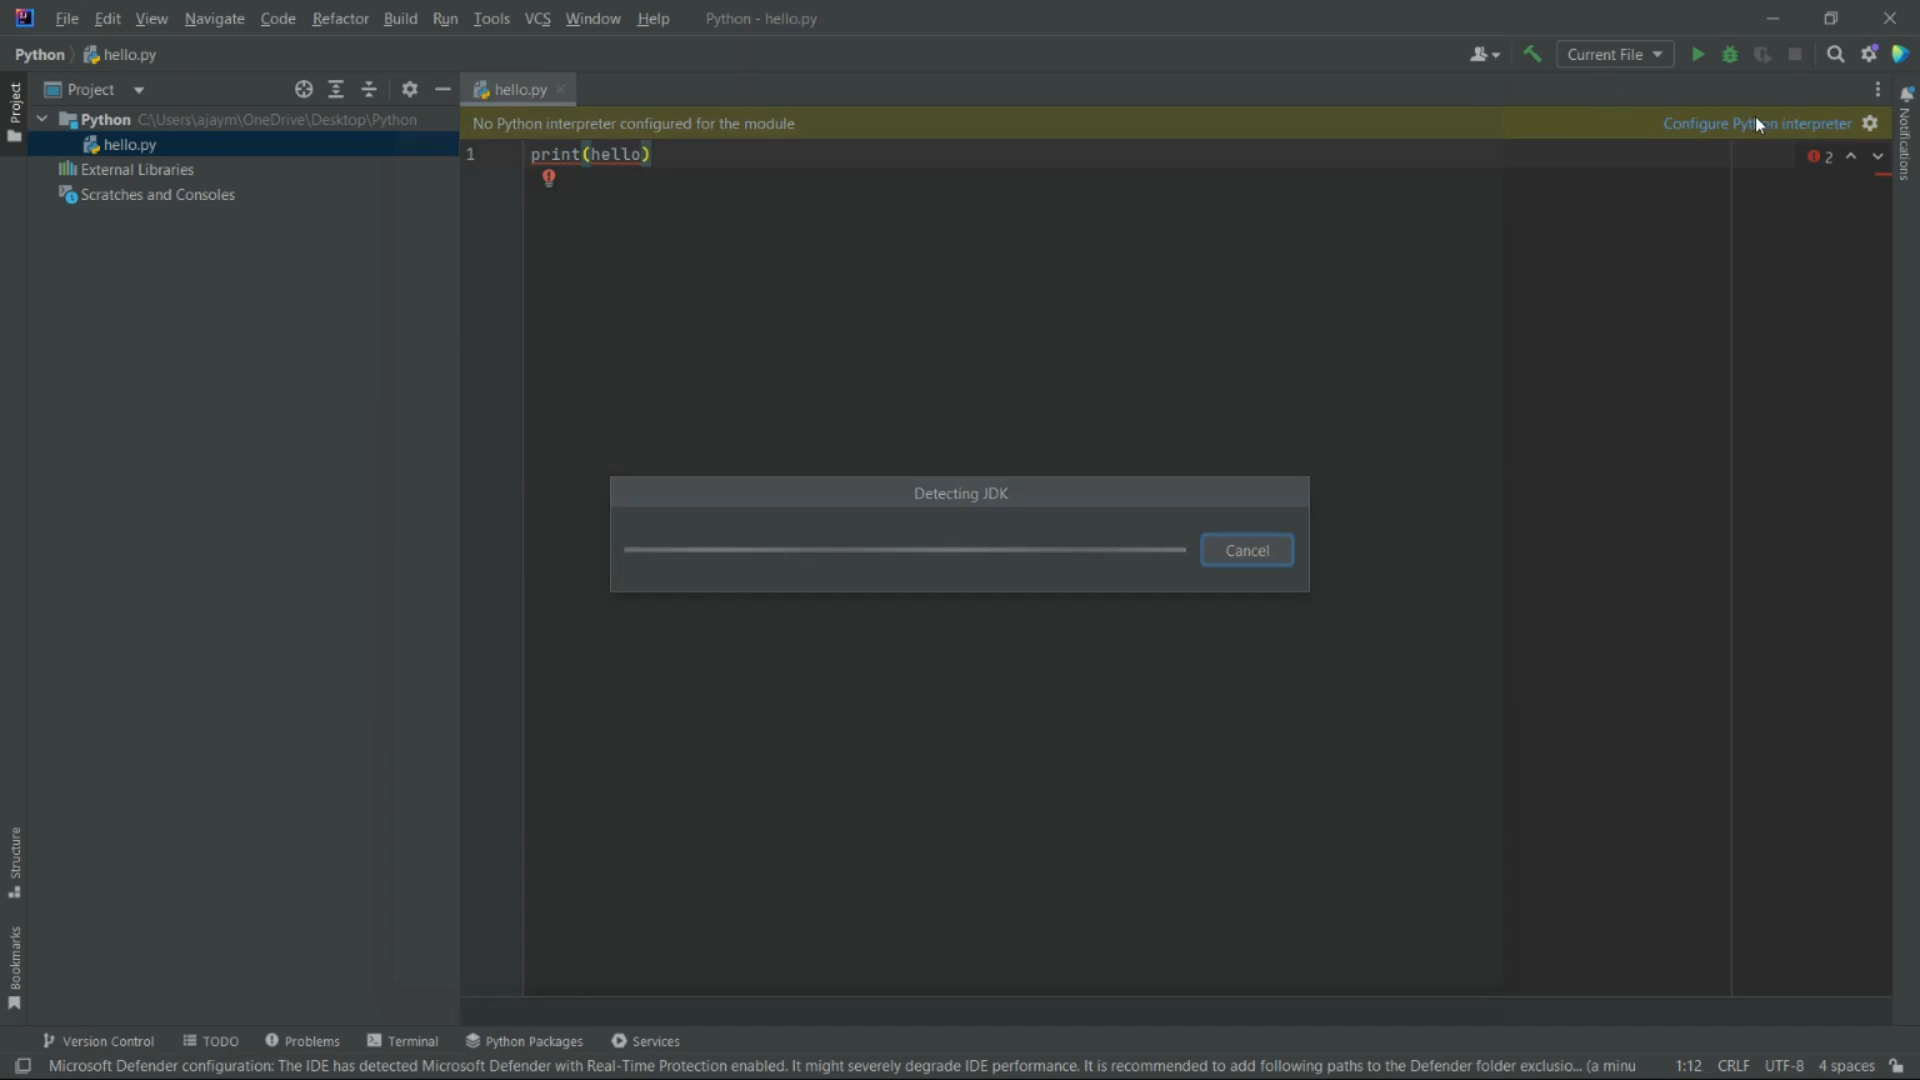 File Edit View Navigate Code Refactor Build Run Tools VCS Window Help Python - hello.py
Python hello.py Current File
Project hello.py
Project
Python C:\Users\ajaym\OneDrive\Desktop\Python
No Python interpreter configured for the module Configure Python interpreter
hello.py
1 print(hello) 2
External Libraries
Scratches and Consoles
Notifications
Detecting JDK
Cancel
Structure
Bookmarks
Version Control TODO Problems Terminal Python Packages Services
Microsoft Defender configuration: The IDE has detected Microsoft Defender with Real-Time Protection enabled. It might severely degrade IDE performance. It is recommended to add following paths to the Defender folder exclusio... (a minu 1:12 CRLF UTF-8 4 spaces